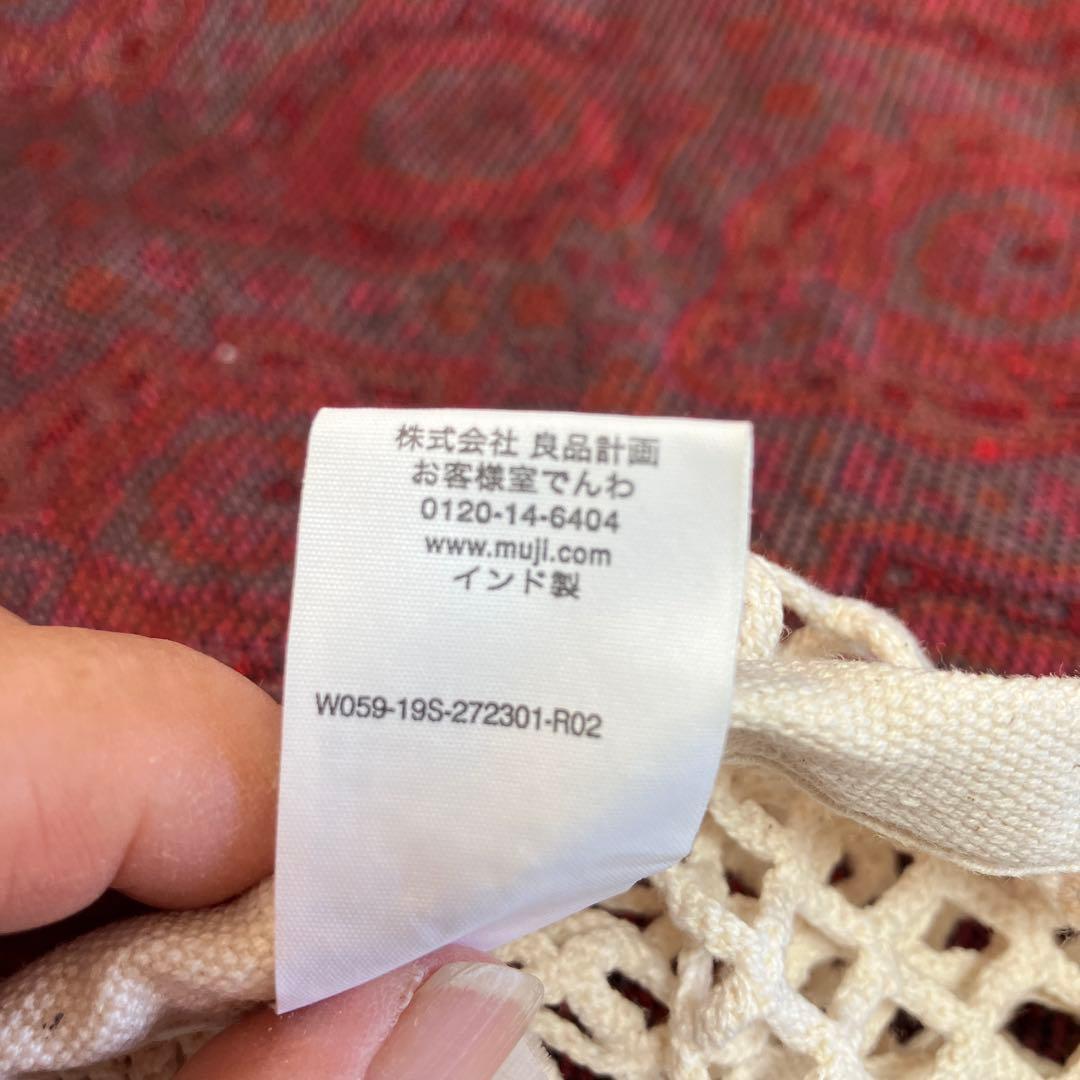 株式会社 良品計画
お客様室でんわ
0120-14-6404
www.muji.com
インド製
W059-19S-272301-R02